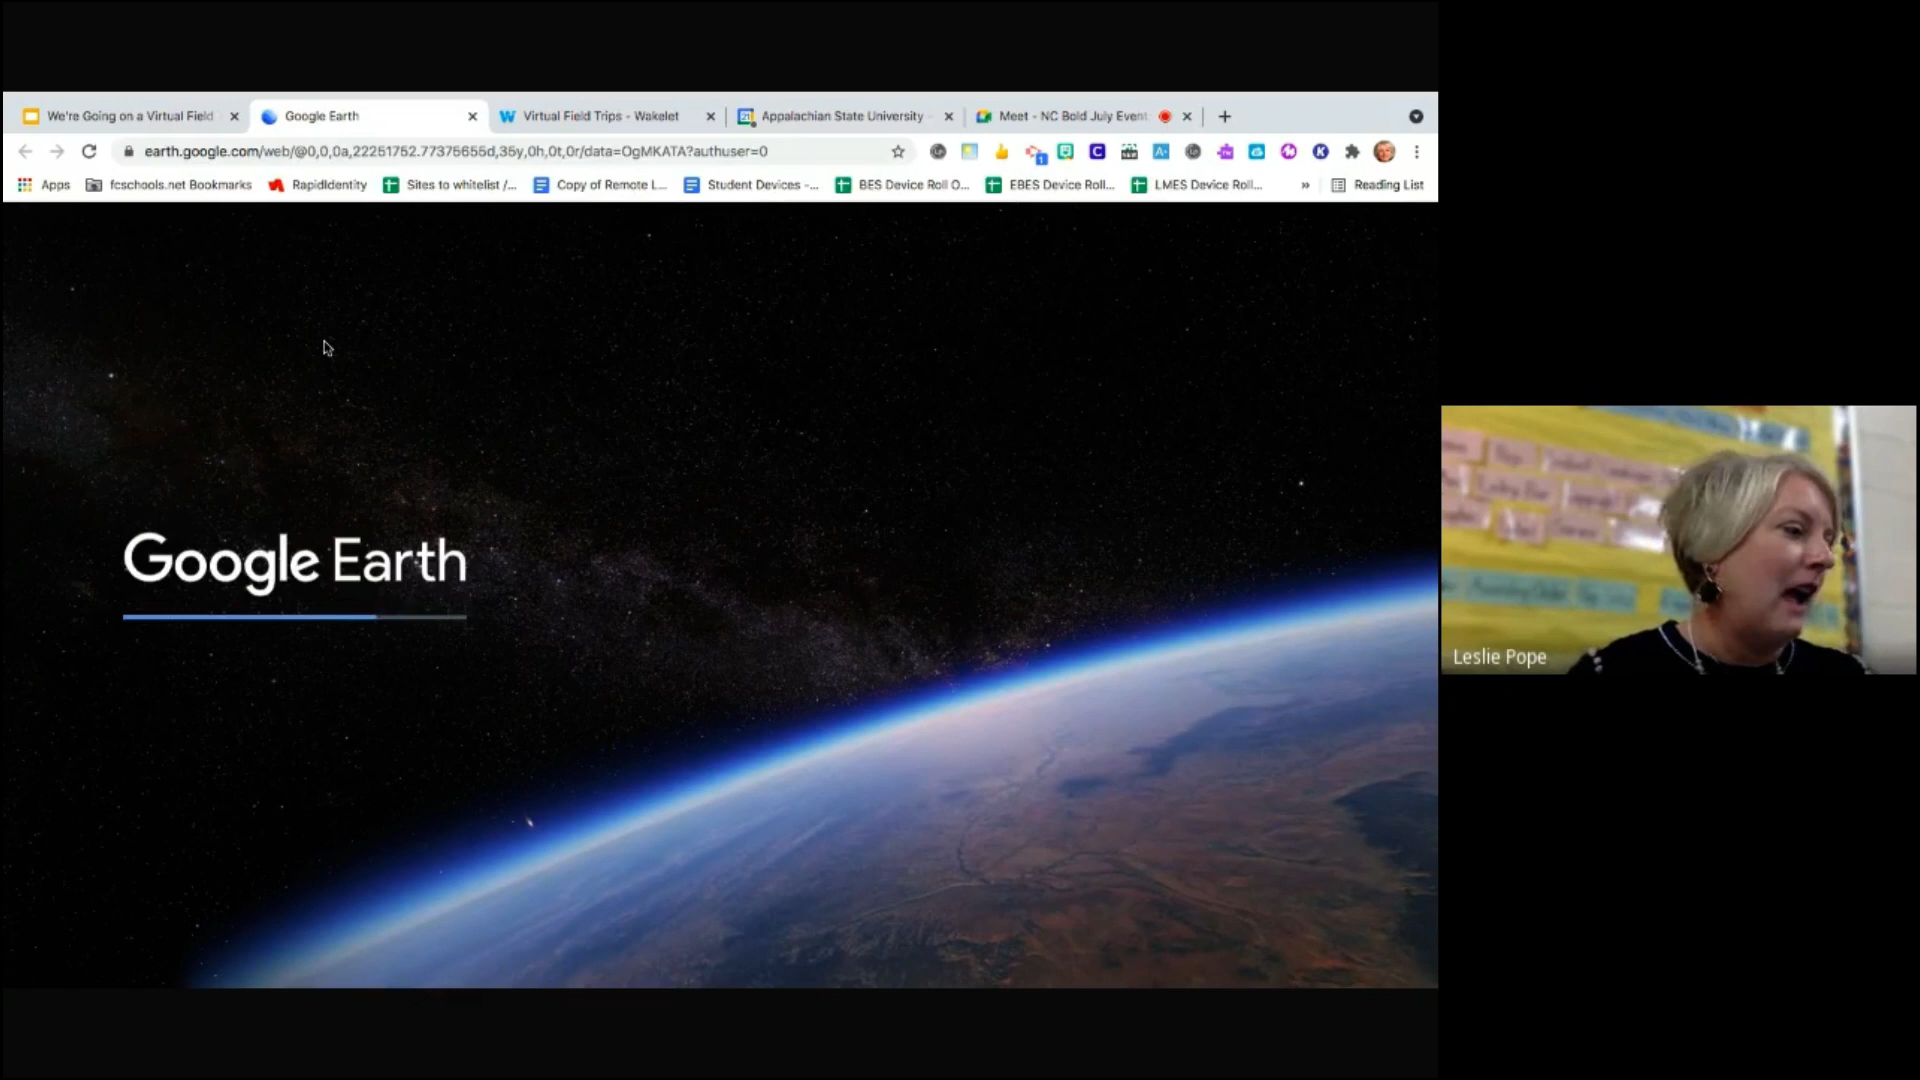 We're Going on a Virtual Field
Google Earth
Virtual Field Trips - Wakelet
Appalachian State University
Meet - NC Bold July Event
earth.google.com/web/@0,0,0a,22251752.77375655d,35y,0h,0t,0r/data=OgMKATA?authuser=0
Apps
fcschools.net Bookmarks
RapidIdentity
Sites to whitelist /...
Copy of Remote L...
Student Devices -...
BES Device Roll O...
EBES Device Roll...
LMES Device Roll...
»
Reading List
Google Earth
Leslie Pope